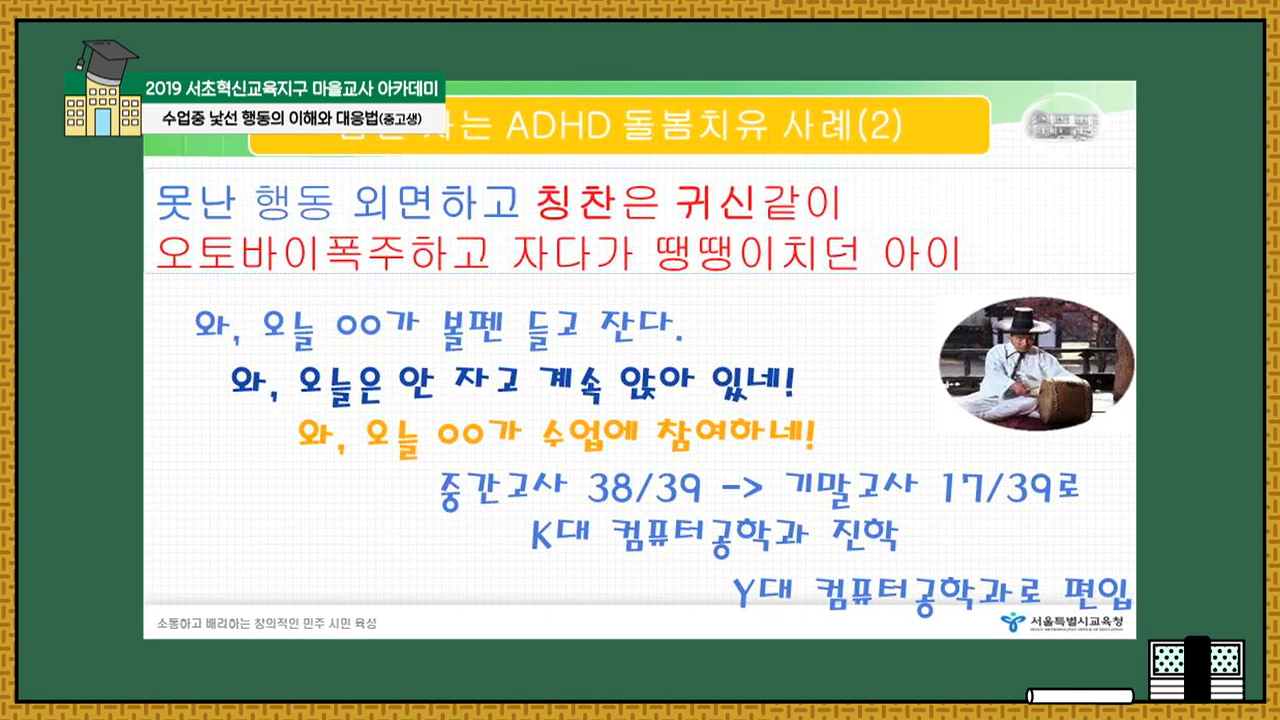 2019 서초혁신교육지구 마을교사 아카데미
수업중 낯선 행동의 이해와 대응법(중고생)
사는 ADHD 돌봄치유 사례(2)
못난 행동 외면하고 칭찬은 귀신같이
오토바이폭주하고 자다가 땡땡이치던 아이
와, 오늘 OO가 볼펜 들고 잔다.
와, 오늘은 안 자고 계속 앉아 있네!
와, 오늘 OO가 수업에 참여하네!
중간고사 38/39 -> 기말고사 17/39로
K대 컴퓨터공학과 진학
Y대 컴퓨터공학과로 편입
소통하고 배려하는 창의적인 민주 시민 육성
서울특별시교육청